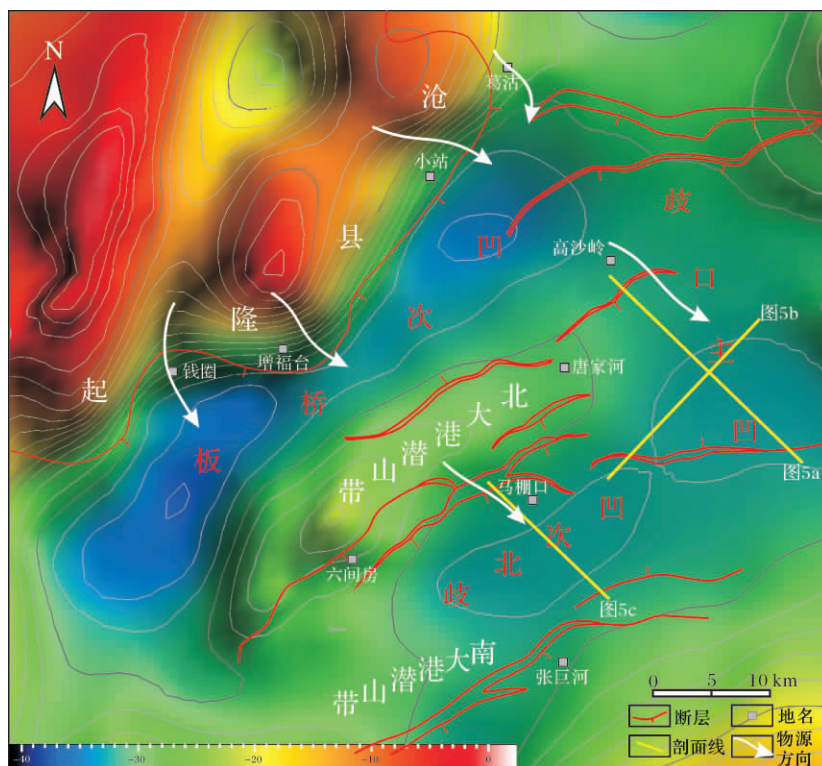 N
沧县隆起
葛沽
小站
歧口主凹
高沙岭
图5b
板桥次凹
增福台
钱圈
唐家河
北大港潜山带
图5a
马棚口
歧北次凹
六间房
图5c
南大港潜山带
张巨河
0 5 10 km
断层
地名
剖面线
物源方向
-40 -30 -20 -10 0